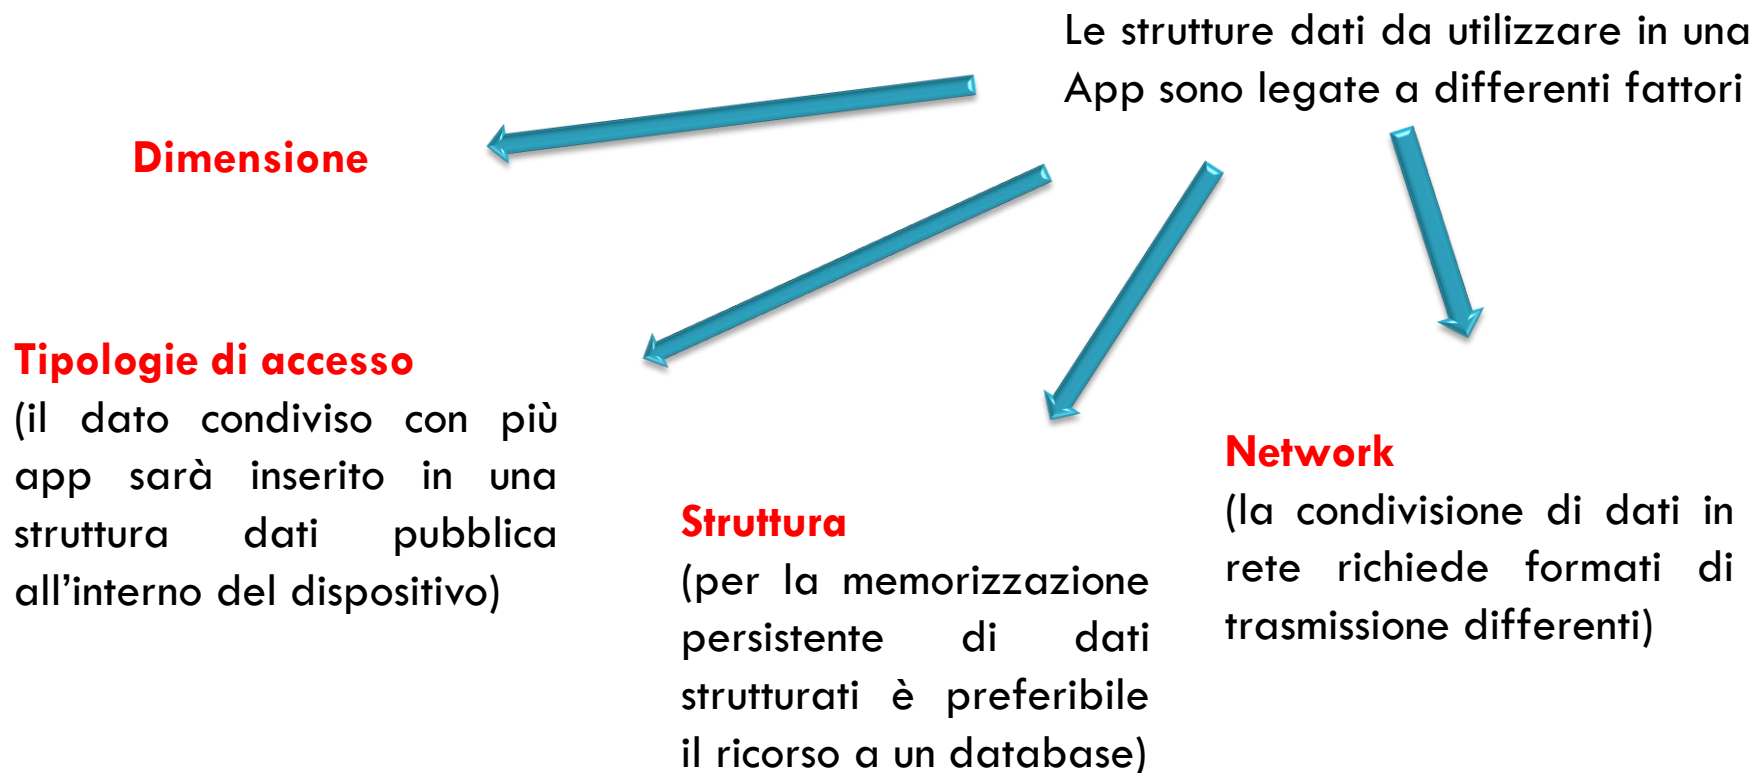 Le strutture dati da utilizzare in una
App sono legate a differenti fattori
Dimensione
Tipologie di accesso
(il dato condiviso con più
app sarà inserito in una
struttura dati pubblica
all’interno del dispositivo)
Struttura
(per la memorizzazione
persistente di dati
strutturati è preferibile
il ricorso a un database)
Network
(la condivisione di dati in
rete richiede formati di
trasmissione differenti)